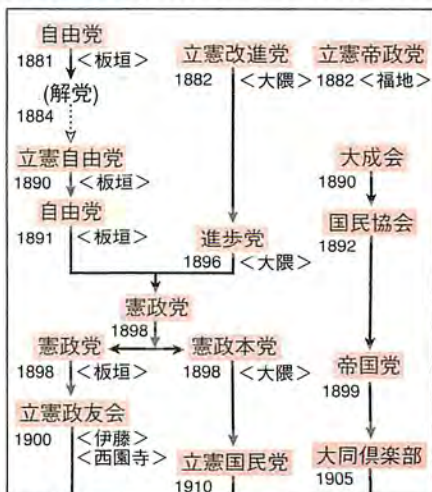 自由党
1881 <板垣>
(解党)
1884
立憲自由党
1890 <板垣>
自由党
1891 <板垣>
立憲改進党
1882 <大隈>
進歩党
1896 <大隈>
立憲帝政党
1882 <福地>
大成会
1890
国民協会
1892
憲政党
1898
憲政党
1898 <板垣>
憲政本党
1898 <大隈>
帝国党
1899
立憲政友会
1900 <伊藤>
<西園寺>
立憲国民党
1910
大同倶楽部
1905